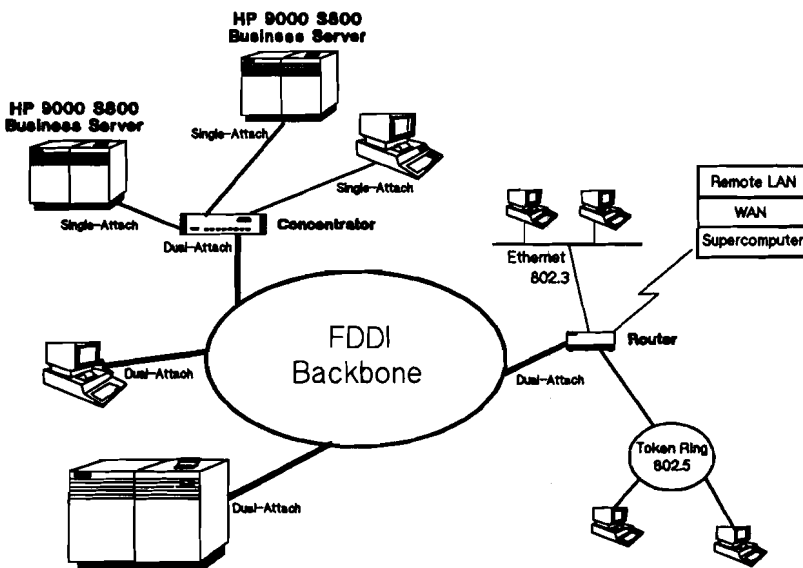 HP 9000 S800
Business Server
HP 9000 S800
Business Server
Single-Attach
Single-Attach
Single-Attach
Concentrator
Dual-Attach
Remote LAN
WAN
Supercomputer
Ethernet
802.3
FDDI
Backbone
Router
Dual-Attach
Dual-Attach
Token Ring
802.5
Dual-Attach